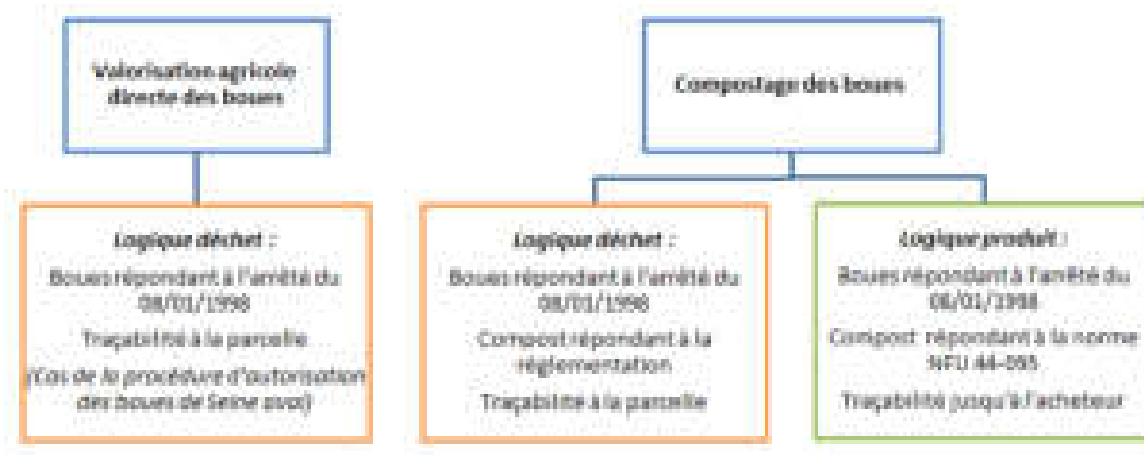 Valorisation agricole
directe des boues
Compostage des boues
Logique déchet :
Boues répondant à l'arrêté du
08/01/1998
Traçabilité à la parcelle
(Cas de la procédure d'autorisation
des boues de Seine aval)
Logique déchet :
Boues répondant à l'arrêté du
08/01/1998
Compost répondant à la
réglementation
Traçabilité à la parcelle
Logique produit :
Boues répondant à l'arrêté du
08/01/1998
Compost répondant à la norme
NFU 44-095
Traçabilité jusqu'à l'acheteur